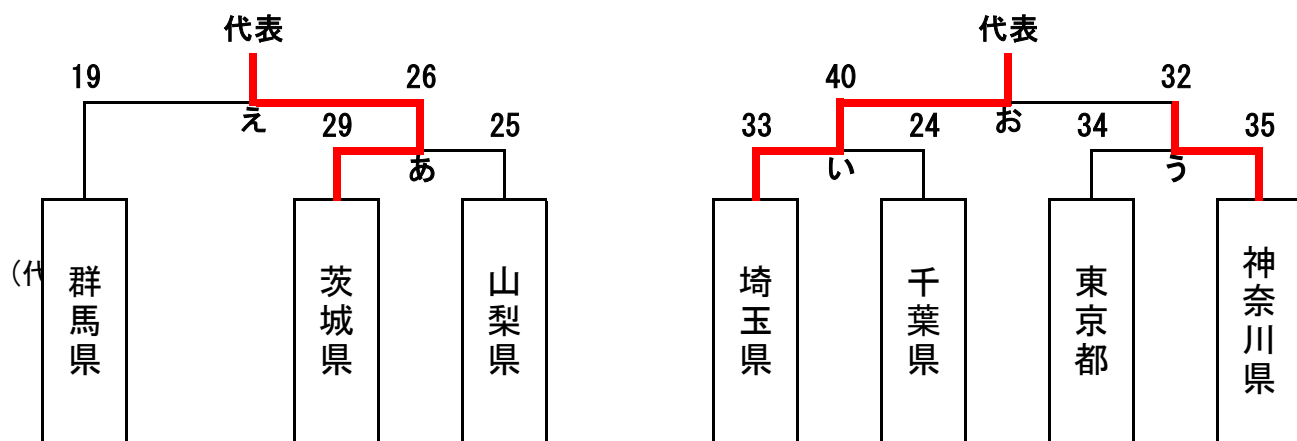 代表
代表
19
26
40
32
え
お
29
25
33
24
34
35
あ
い
う
（代
群馬県
茨城県
山梨県
埼玉県
千葉県
東京都
神奈川県